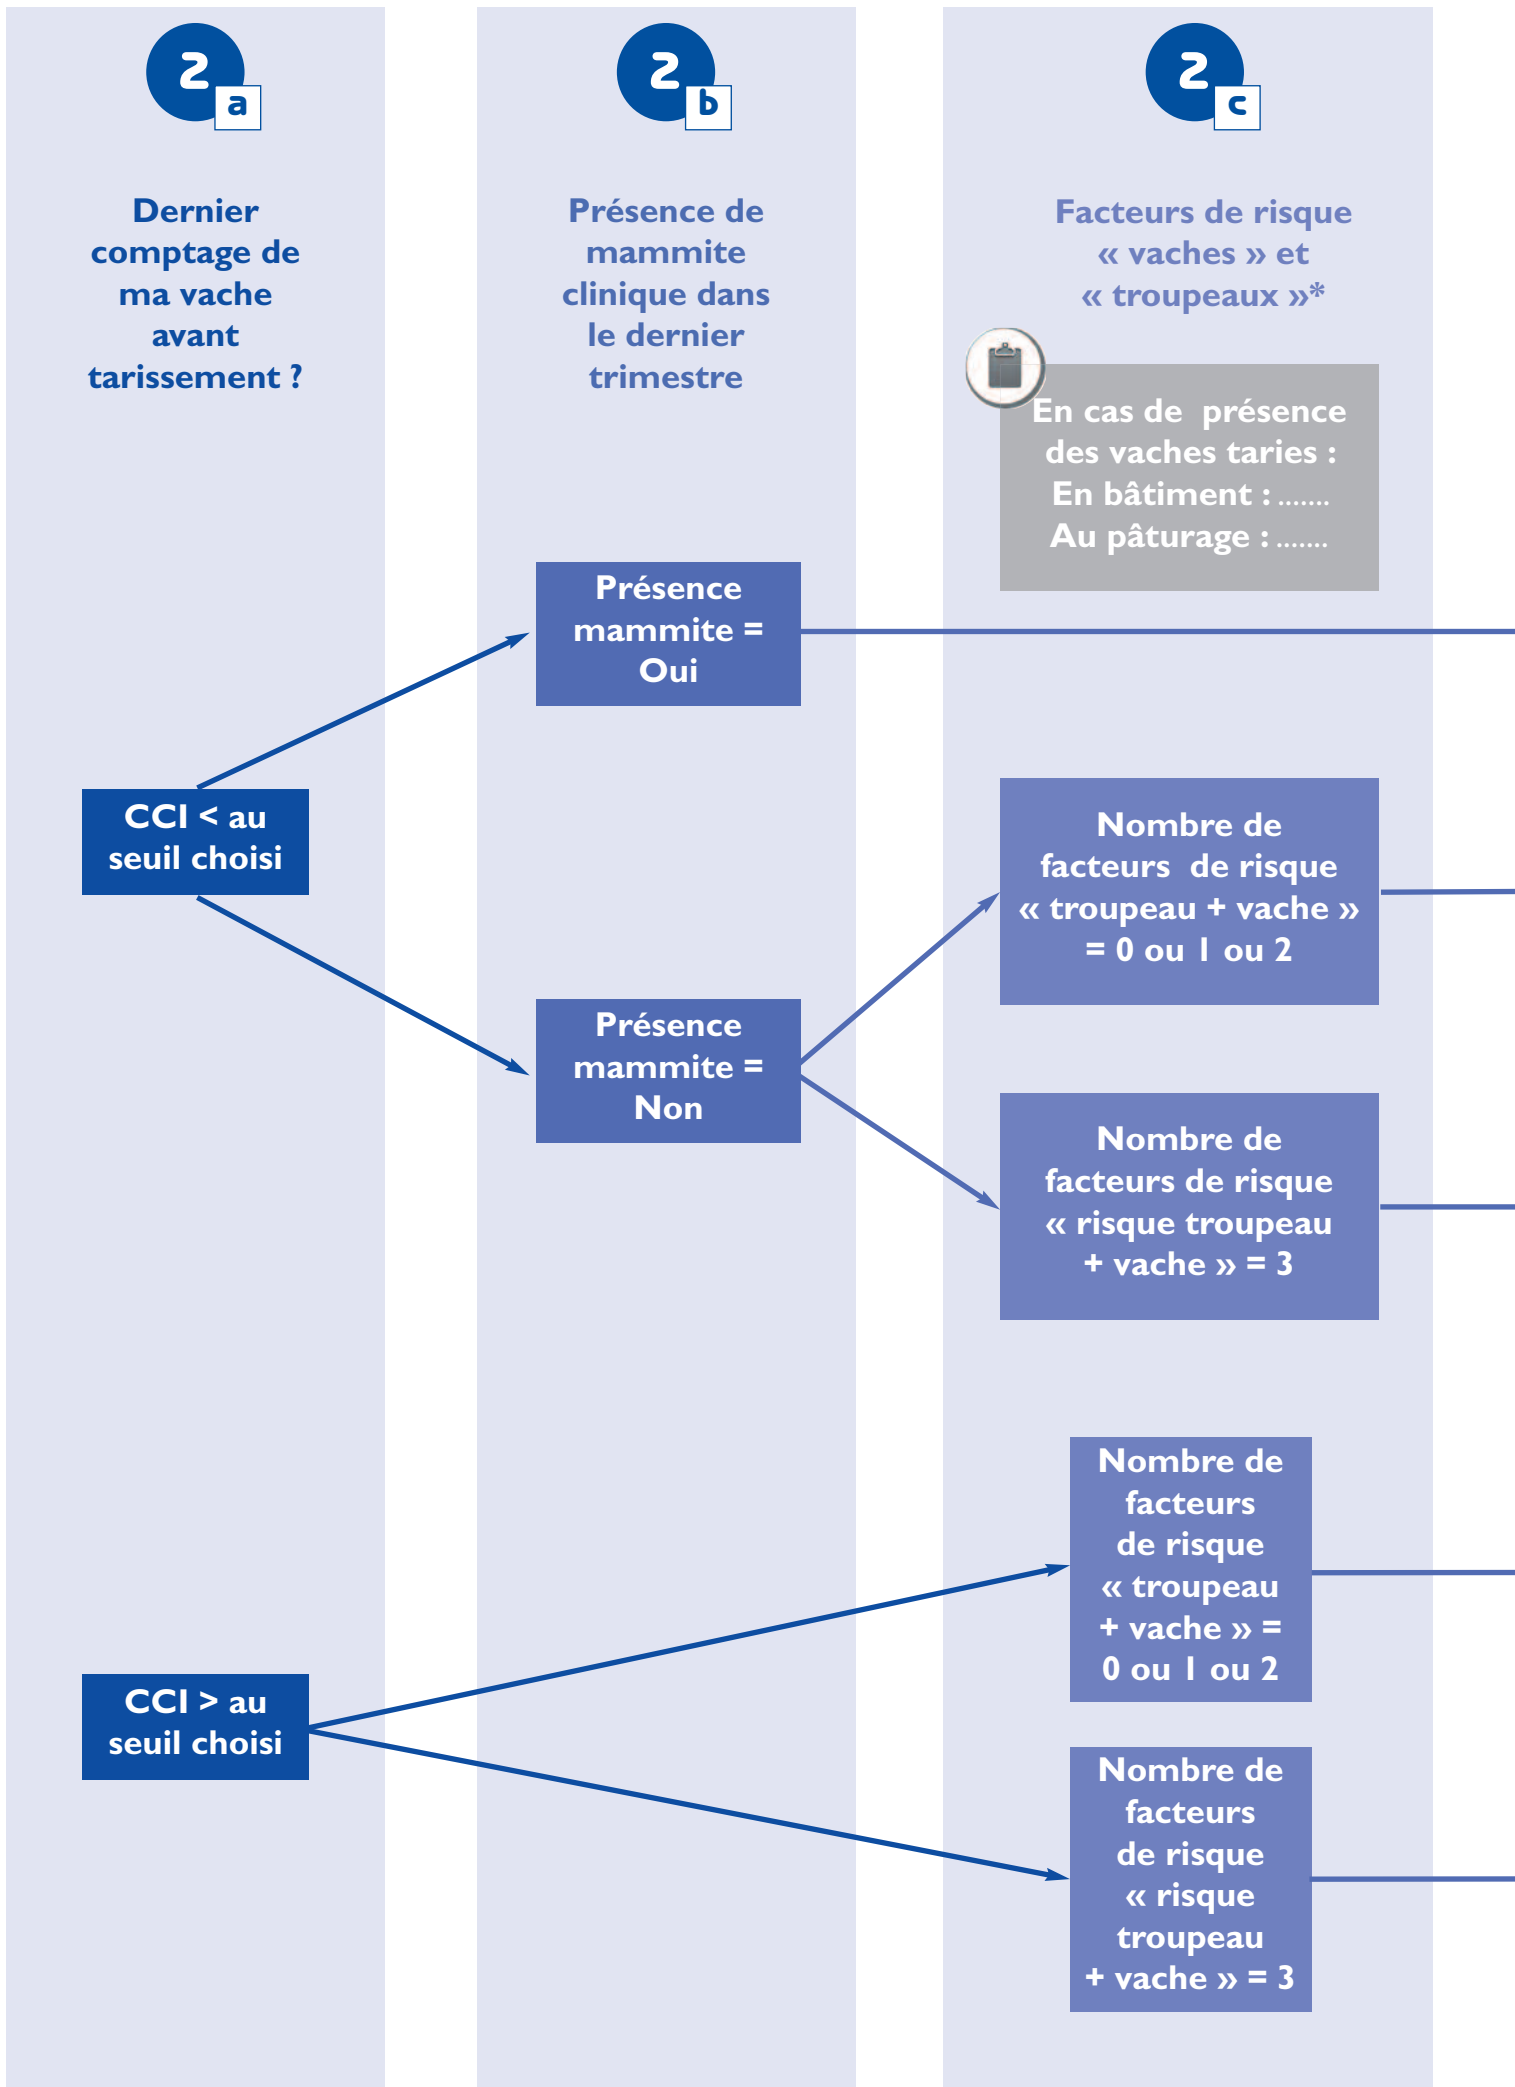 2
a
Dernier
comptage de
ma vache
avant
tarissement ?
CCI < au
seuil choisi
CCI > au
seuil choisi
2
b
Présence de
mammite
clinique dans
le dernier
trimestre
Présence
mammite =
Oui
Présence
mammite =
Non
2
c
Facteurs de risque
« vaches » et
« troupeaux »*
En cas de présence
des vaches taries :
En bâtiment : .......
Au pâturage : .......
Nombre de
facteurs de risque
« troupeau + vache »
= 0 ou 1 ou 2
Nombre de
facteurs de risque
« risque troupeau
+ vache » = 3
Nombre de
facteurs
de risque
« troupeau
+ vache » =
0 ou 1 ou 2
Nombre de
facteurs
de risque
« risque
troupeau
+ vache » = 3